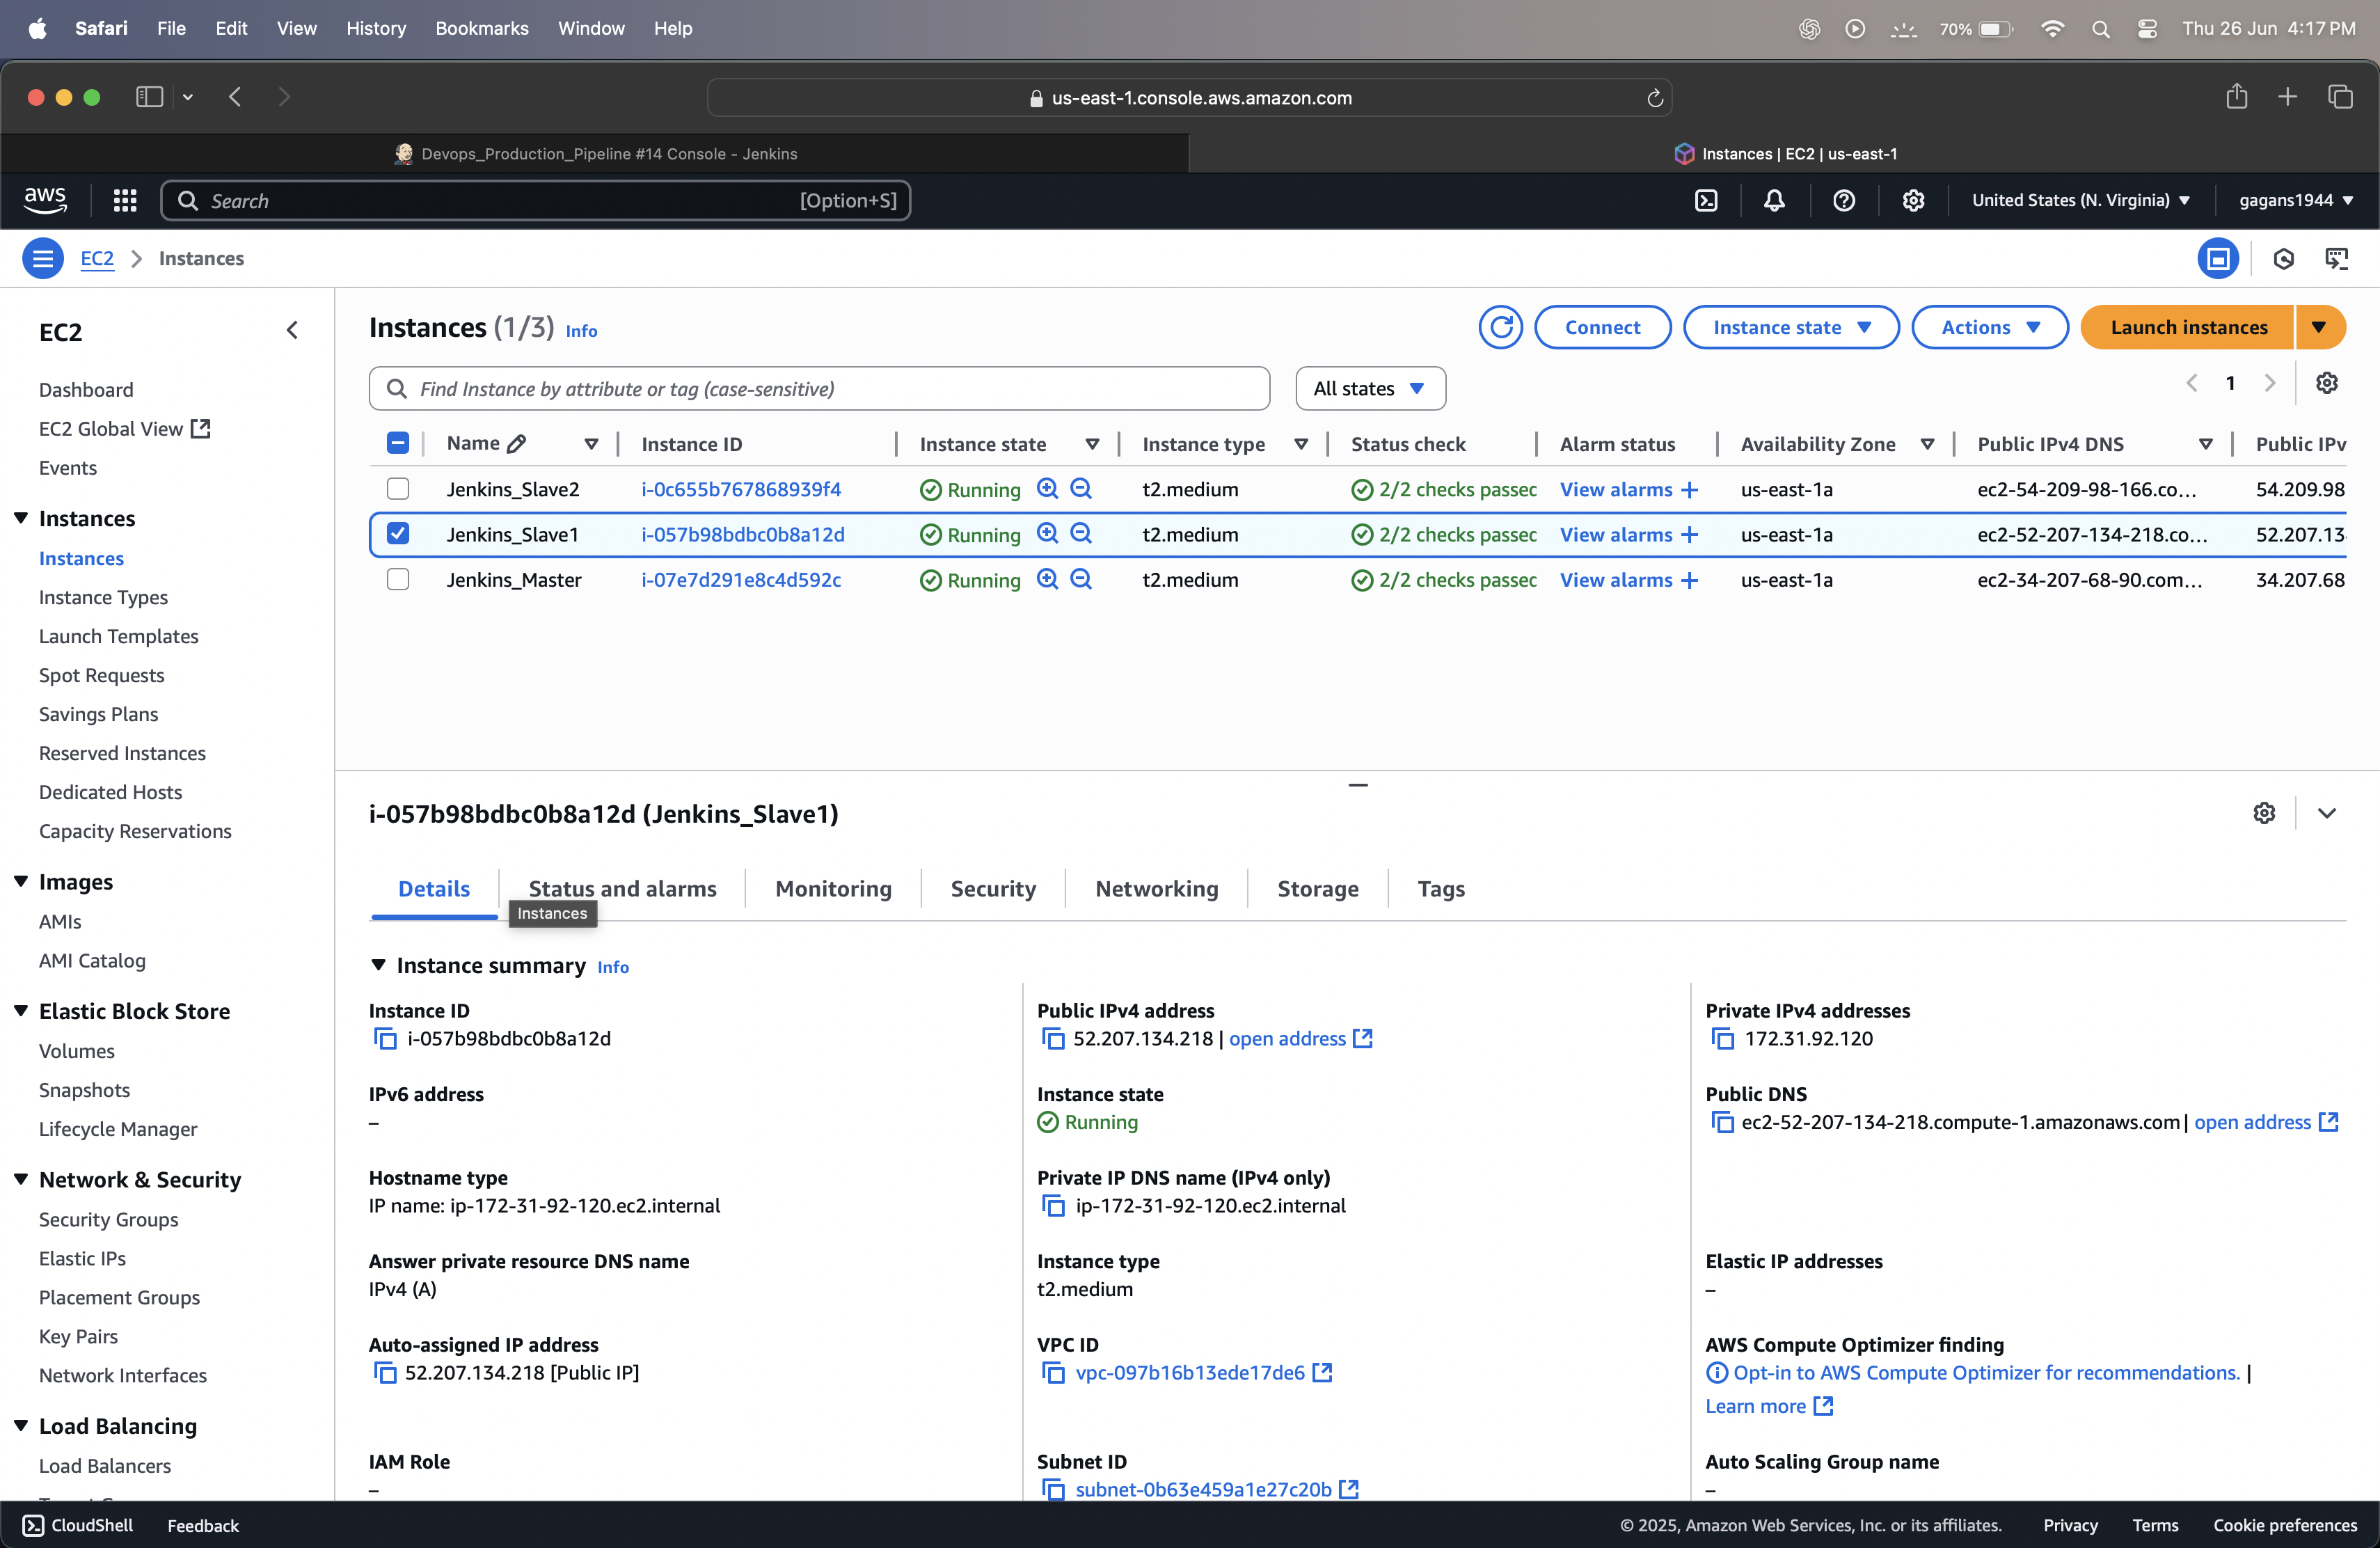 Safari File Edit View History Bookmarks Window Help 70% Thu 26 Jun 4:17 PM
us-east-1.console.aws.amazon.com
Devops_Production_Pipeline #14 Console - Jenkins Instances | EC2 | us-east-1
aws Search [Option+S] United States (N. Virginia) gagans1944
EC2 Instances
EC2
Dashboard
EC2 Global View
Events
Instances
Instances
Instance Types
Launch Templates
Spot Requests
Savings Plans
Reserved Instances
Dedicated Hosts
Capacity Reservations
Images
AMIs
AMI Catalog
Elastic Block Store
Volumes
Snapshots
Lifecycle Manager
Network & Security
Security Groups
Elastic IPs
Placement Groups
Key Pairs
Network Interfaces
Load Balancing
Load Balancers
Instances (1/3) Info Connect Instance state Actions Launch instances
Find Instance by attribute or tag (case-sensitive) All states 1
Name Instance ID Instance state Instance type Status check Alarm status Availability Zone Public IPv4 DNS Public IPv
Jenkins_Slave2 i-0c655b767868939f4 Running t2.medium 2/2 checks passec View alarms + us-east-1a ec2-54-209-98-166.co... 54.209.98
Jenkins_Slave1 i-057b98bdbc0b8a12d Running t2.medium 2/2 checks passec View alarms + us-east-1a ec2-52-207-134-218.co... 52.207.13
Jenkins_Master i-07e7d291e8c4d592c Running t2.medium 2/2 checks passec View alarms + us-east-1a ec2-34-207-68-90.com... 34.207.68
i-057b98bdbc0b8a12d (Jenkins_Slave1)
Details Status and alarms Monitoring Security Networking Storage Tags
Instances
Instance summary Info
Instance ID
i-057b98bdbc0b8a12d
Public IPv4 address
52.207.134.218 | open address
Private IPv4 addresses
172.31.92.120
IPv6 address
–
Instance state
Running
Public DNS
ec2-52-207-134-218.compute-1.amazonaws.com | open address
Hostname type
IP name: ip-172-31-92-120.ec2.internal
Private IP DNS name (IPv4 only)
ip-172-31-92-120.ec2.internal
Answer private resource DNS name
IPv4 (A)
Instance type
t2.medium
Elastic IP addresses
–
Auto-assigned IP address
52.207.134.218 [Public IP]
VPC ID
vpc-097b16b13ede17de6
AWS Compute Optimizer finding
Opt-in to AWS Compute Optimizer for recommendations. |
Learn more
IAM Role
–
Subnet ID
subnet-0b63e459a1e27c20b
Auto Scaling Group name
–
CloudShell Feedback © 2025, Amazon Web Services, Inc. or its affiliates. Privacy Terms Cookie preferences